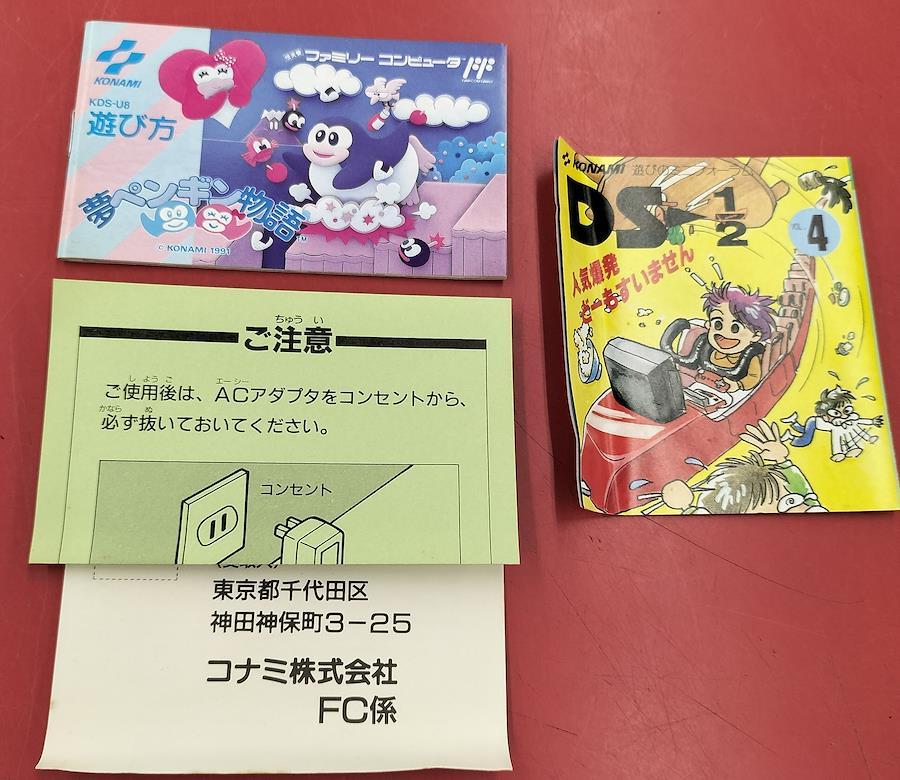 KONAMI
ファミリー コンピュータ
KDS-U8
遊び方
夢ペンギン物語
TM
© KONAMI 1991
ちゅう い
ご注意
し よう ご
エーシー
ご使用後は、ACアダプタをコンセントから、
かなら ぬ
必ず抜いておいてください。
コンセント
東京都千代田区
神田神保町3-25
コナミ株式会社
FC係
KONAMI
DS
1/2
VOL.
4
人気爆発
すいません